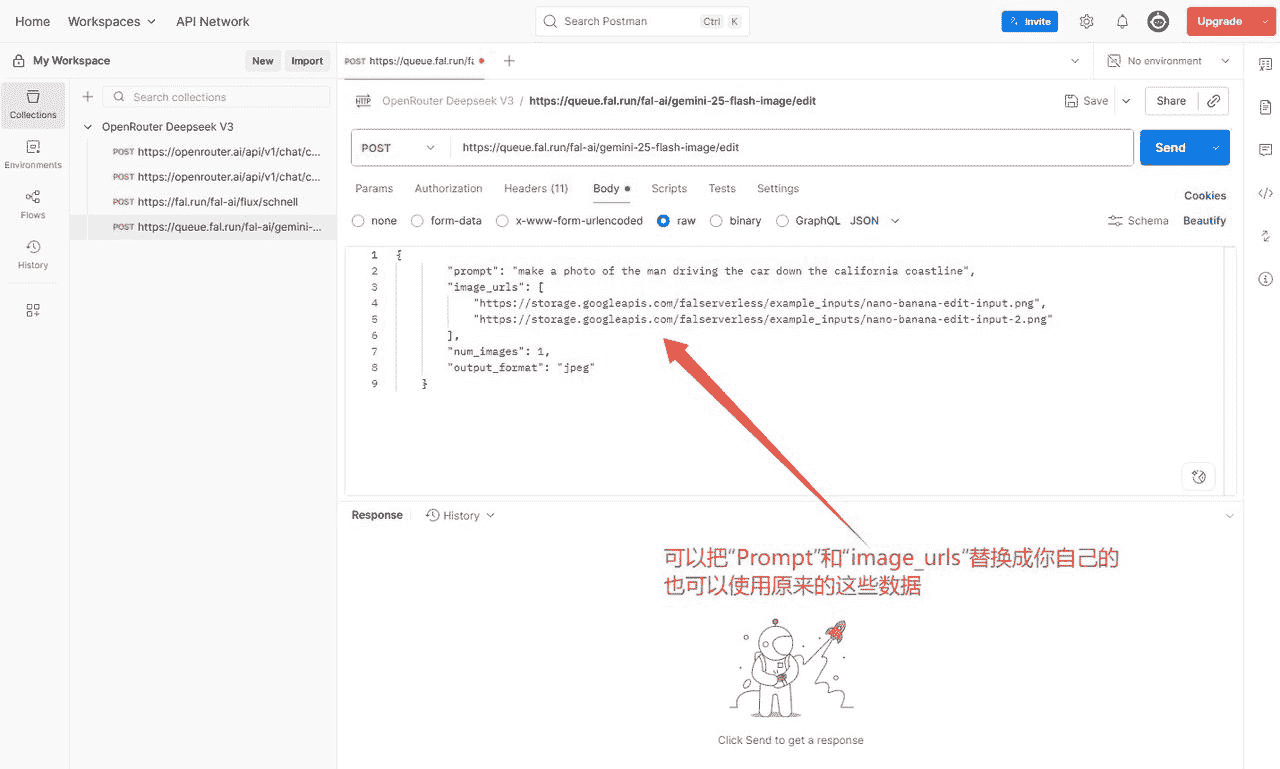 Home Workspaces API Network Search Postman Ctrl K Invite Upgrade
My Workspace New Import POST https://queue.fal.run/fa No environment
Collections Search collections OpenRouter Deepseek V3 / https://queue.fal.run/fal-ai/gemini-25-flash-image/edit Save Share
OpenRouter Deepseek V3
POST https://openrouter.ai/api/v1/chat/c...
POST https://openrouter.ai/api/v1/chat/c...
POST https://fal.run/fal-ai/flux/schnell
POST https://queue.fal.run/fal-ai/gemini-...
Environments
Flows
History
POST https://queue.fal.run/fal-ai/gemini-25-flash-image/edit Send
Params Authorization Headers (11) Body Scripts Tests Settings Cookies
none form-data x-www-form-urlencoded raw binary GraphQL JSON Schema Beautify
1 {
2 "prompt": "make a photo of the man driving the car down the california coastline",
3 "image_urls": [
4 "https://storage.googleapis.com/falserverless/example_inputs/nano-banana-edit-input.png",
5 "https://storage.googleapis.com/falserverless/example_inputs/nano-banana-edit-input-2.png"
6 ],
7 "num_images": 1,
8 "output_format": "jpeg"
9 }
Response History
可以把“Prompt”和“image_urls”替换成你自己的
也可以使用原来的这些数据
Click Send to get a response